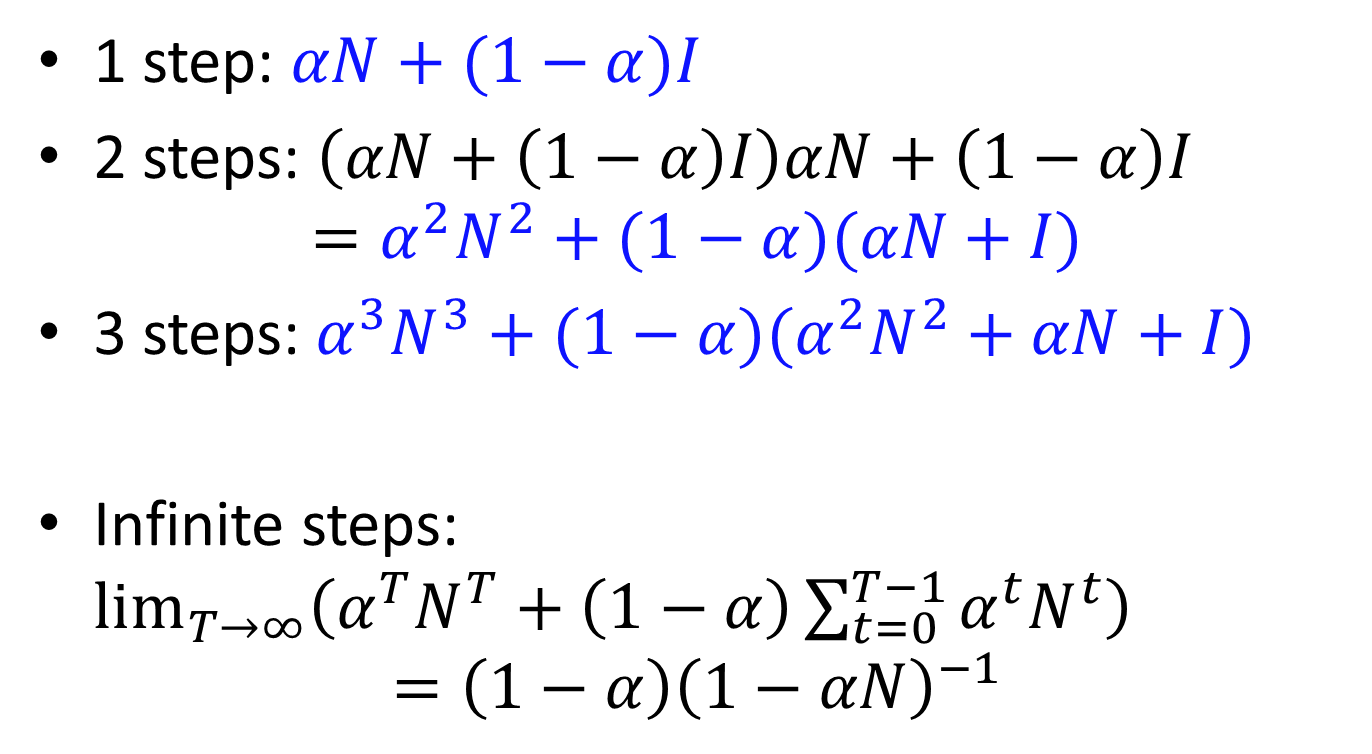 • 1 step: αN + (1 − α)I
• 2 steps: (αN + (1 − α)I)αN + (1 − α)I
= α²N² + (1 − α)(αN + I)
• 3 steps: α³N³ + (1 − α)(α²N² + αN + I)
• Infinite steps:
lim_{T→∞}(α^T N^T + (1 − α) ∑_{t=0}^{T−1} α^t N^t)
= (1 − α)(1 − αN)^{−1}